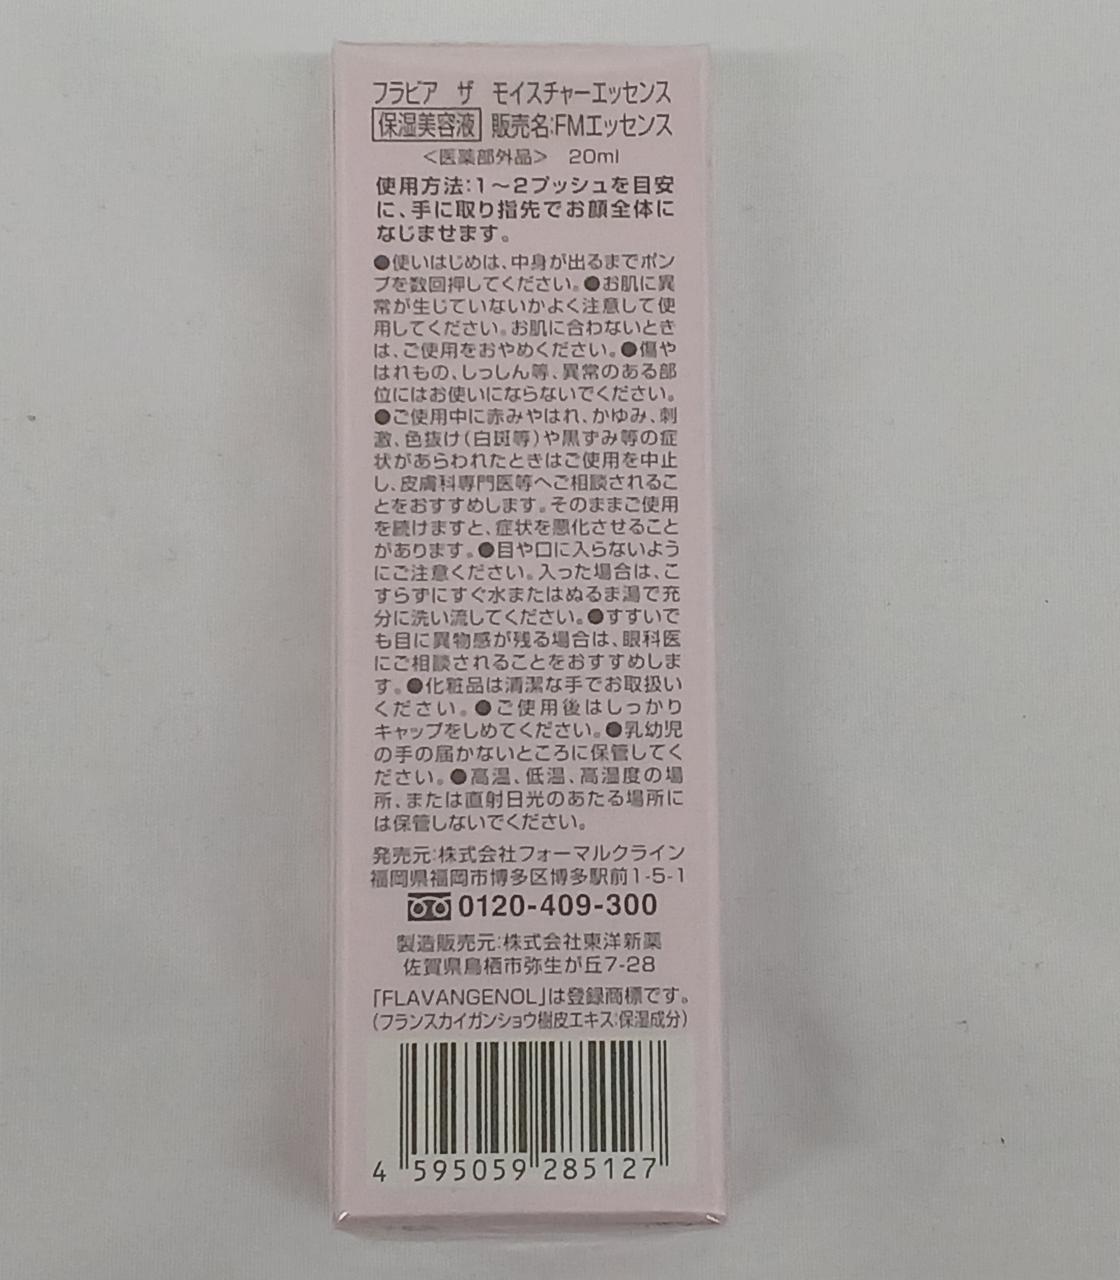 フラビア ザ モイスチャーエッセンス
保湿美容液 販売名:FMエッセンス
<医薬部外品> 20ml
使用方法:1〜2プッシュを目安
に、手に取り指先でお顔全体に
なじませます。
●使いはじめは、中身が出るまでポン
プを数回押してください。●お肌に異
常が生じていないかよく注意して使
用してください。お肌に合わないとき
は、ご使用をおやめください。●傷や
はれもの、しっしん等、異常のある部
位にはお使いにならないでください。
●ご使用中に赤みやはれ、かゆみ、刺
激、色抜け(白斑等)や黒ずみ等の症
状があらわれたときはご使用を中止
し、皮膚科専門医等へご相談されるこ
とをおすすめします。そのままご使用
を続けますと、症状を悪化させること
があります。●目や口に入らないよう
にご注意ください。入った場合は、こ
すらずにすぐ水またはぬるま湯で充
分に洗い流してください。●すすいで
も目に異物感が残る場合は、眼科医
にご相談されることをおすすめしま
す。●化粧品は清潔な手でお取扱い
ください。●ご使用後はしっかり
キャップをしめてください。●乳幼児
の手の届かないところに保管してく
ださい。●高温、低温、高湿度の場
所、または直射日光のあたる場所に
は保管しないでください。
発売元:株式会社フォーマルクライン
福岡県福岡市博多区博多駅前1-5-1
0120-409-300
製造販売元:株式会社東洋新薬
佐賀県鳥栖市弥生が丘7-28
「FLAVANGENOL」は登録商標です。
(フランスカイガンショウ樹皮エキス:保湿成分)
4 595059 285127